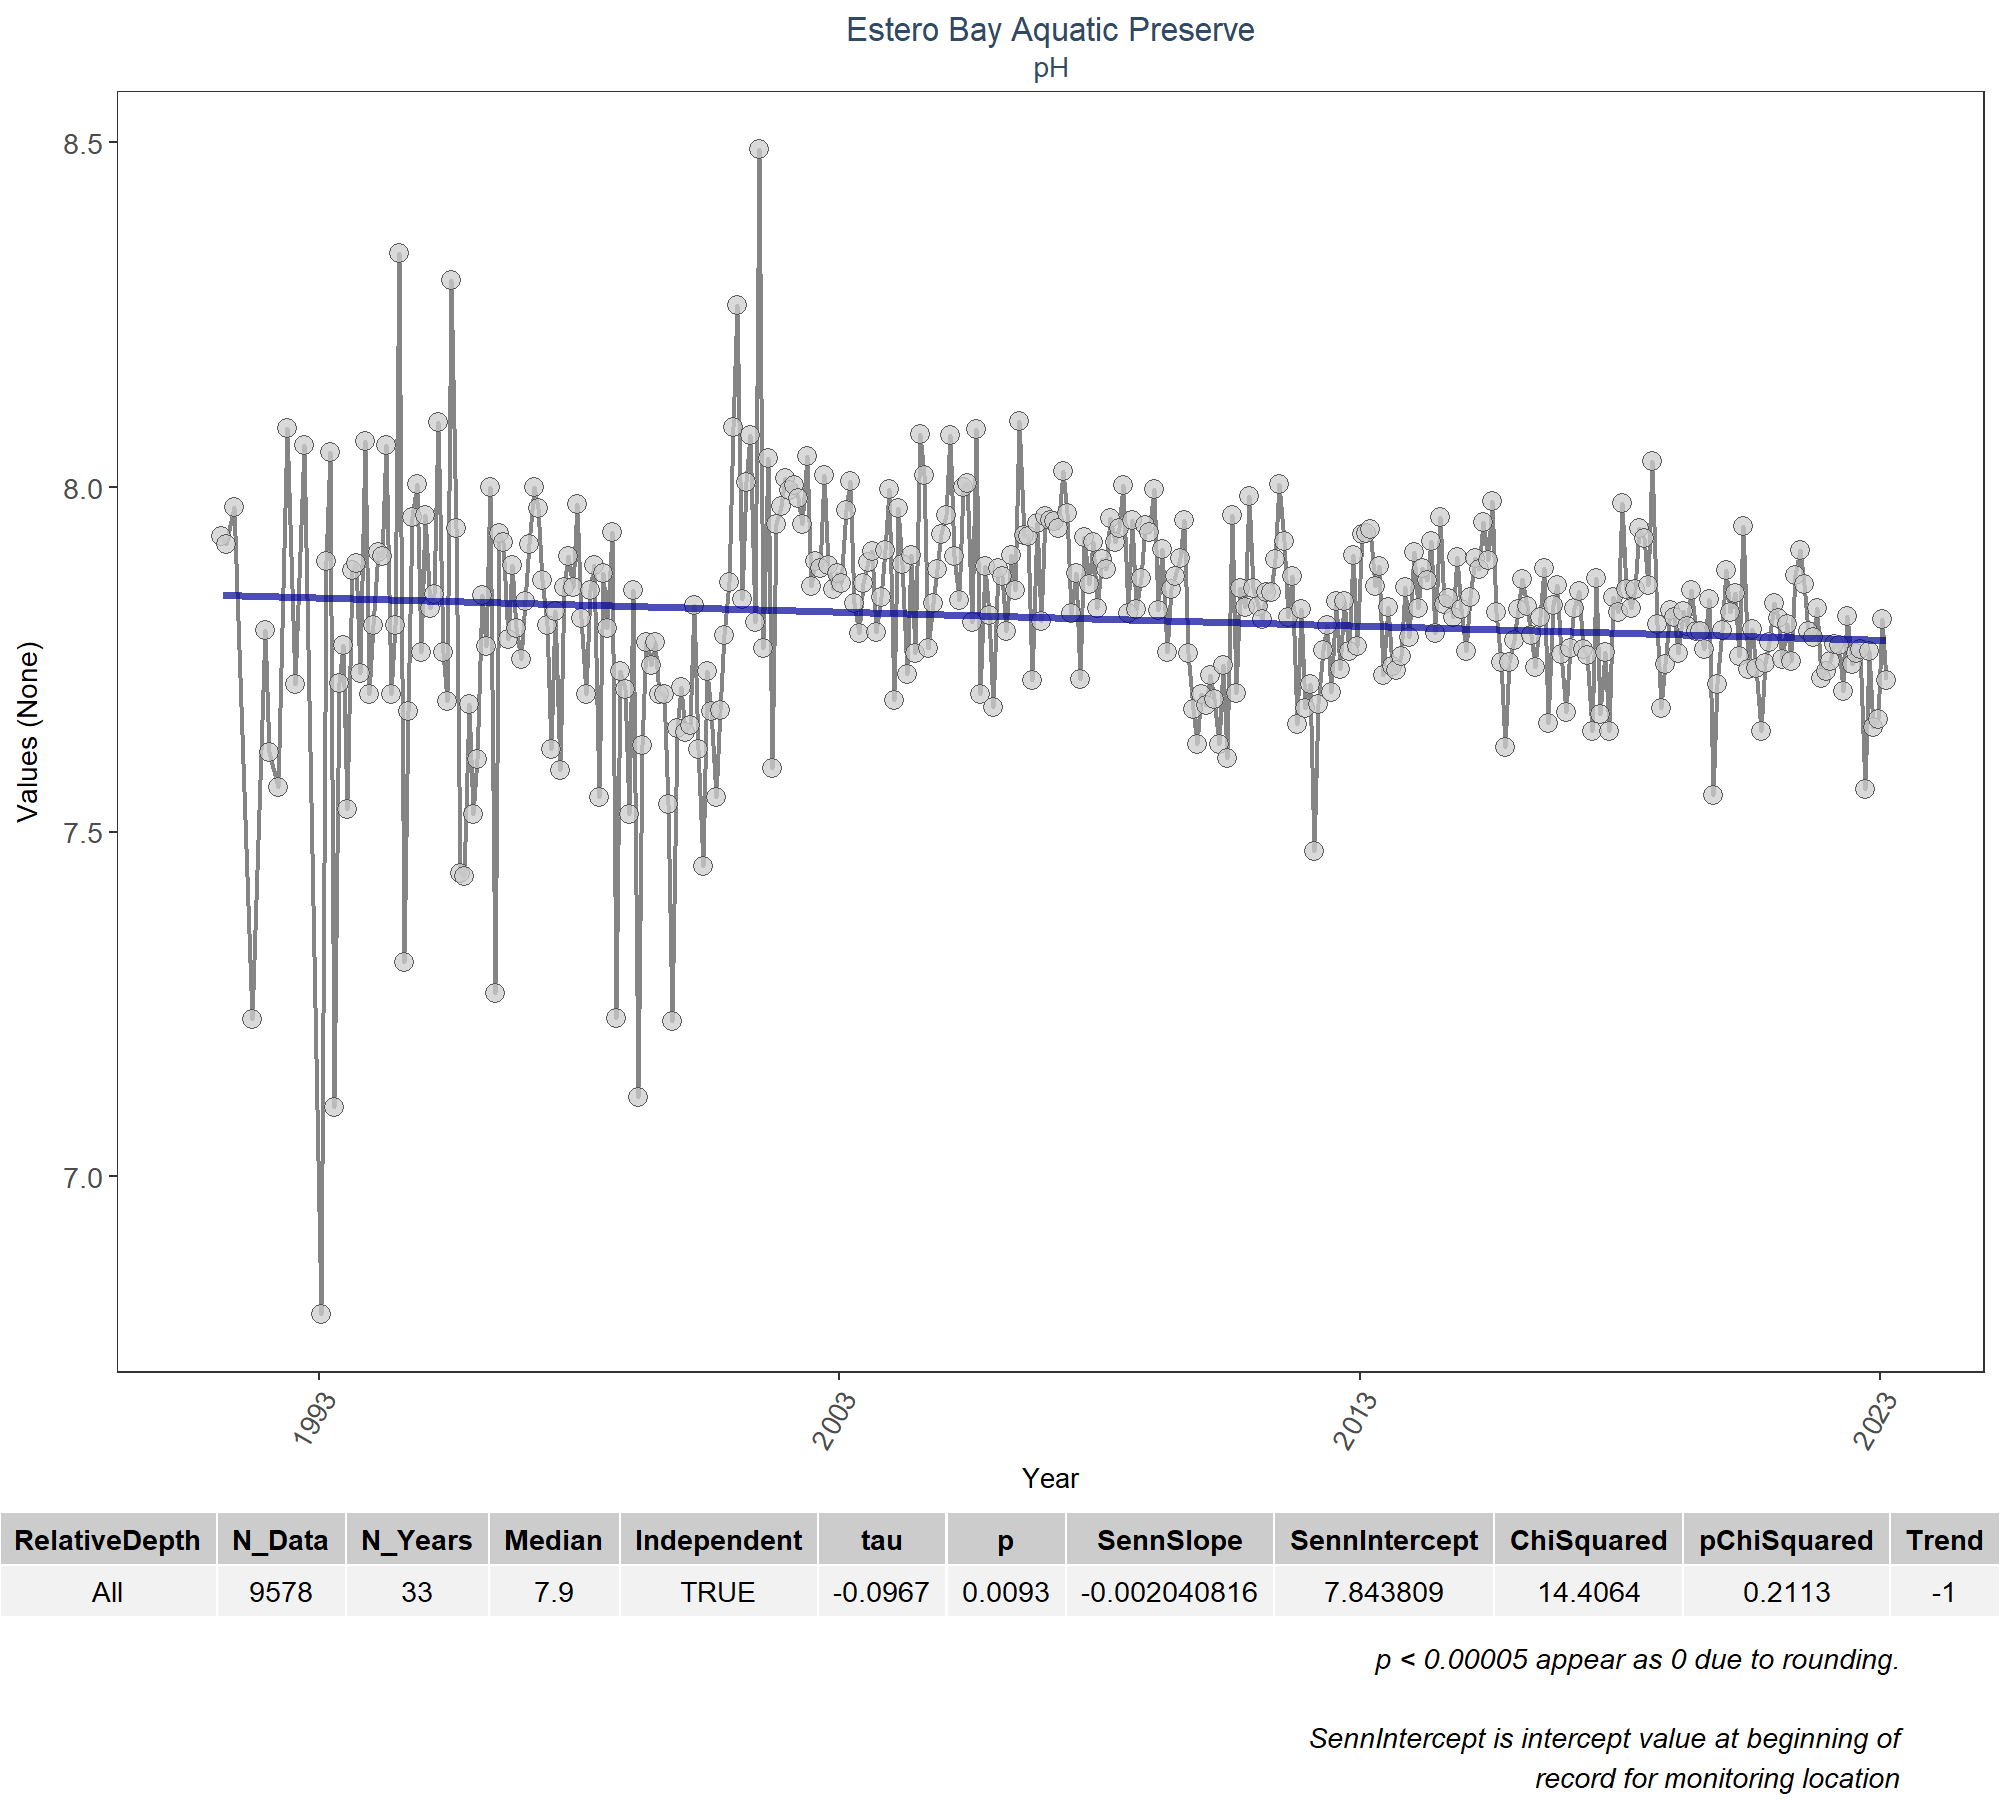 Estero Bay Aquatic Preserve
pH
8.5
8.0
7.5
7.0
Values (None)
1993
2003
2013
2023
Year
RelativeDepth N_Data N_Years Median Independent tau p SennSlope SennIntercept ChiSquared pChiSquared Trend
All 9578 33 7.9 TRUE -0.0967 0.0093 -0.002040816 7.843809 14.4064 0.2113 -1
p < 0.00005 appear as 0 due to rounding.
SennIntercept is intercept value at beginning of
record for monitoring location